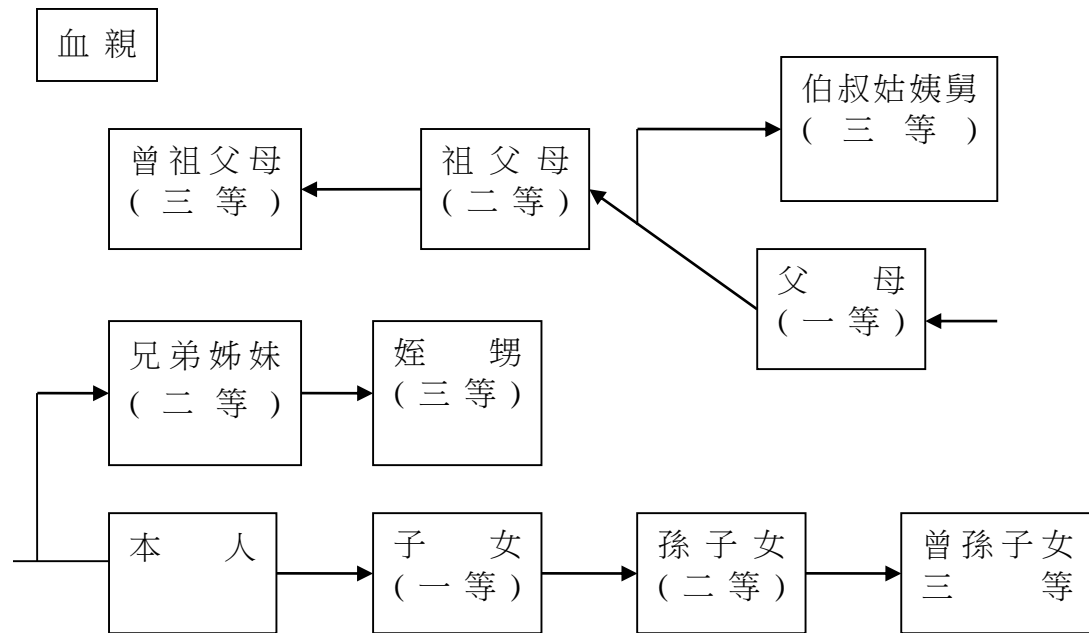 血親
伯叔姑姨舅
(三等)
曾祖父母
(三等)
祖父母
(二等)
父母
(一等)
兄弟姊妹
(二等)
姪甥
(三等)
本人
子女
(一等)
孫子女
(二等)
曾孫子女
三等